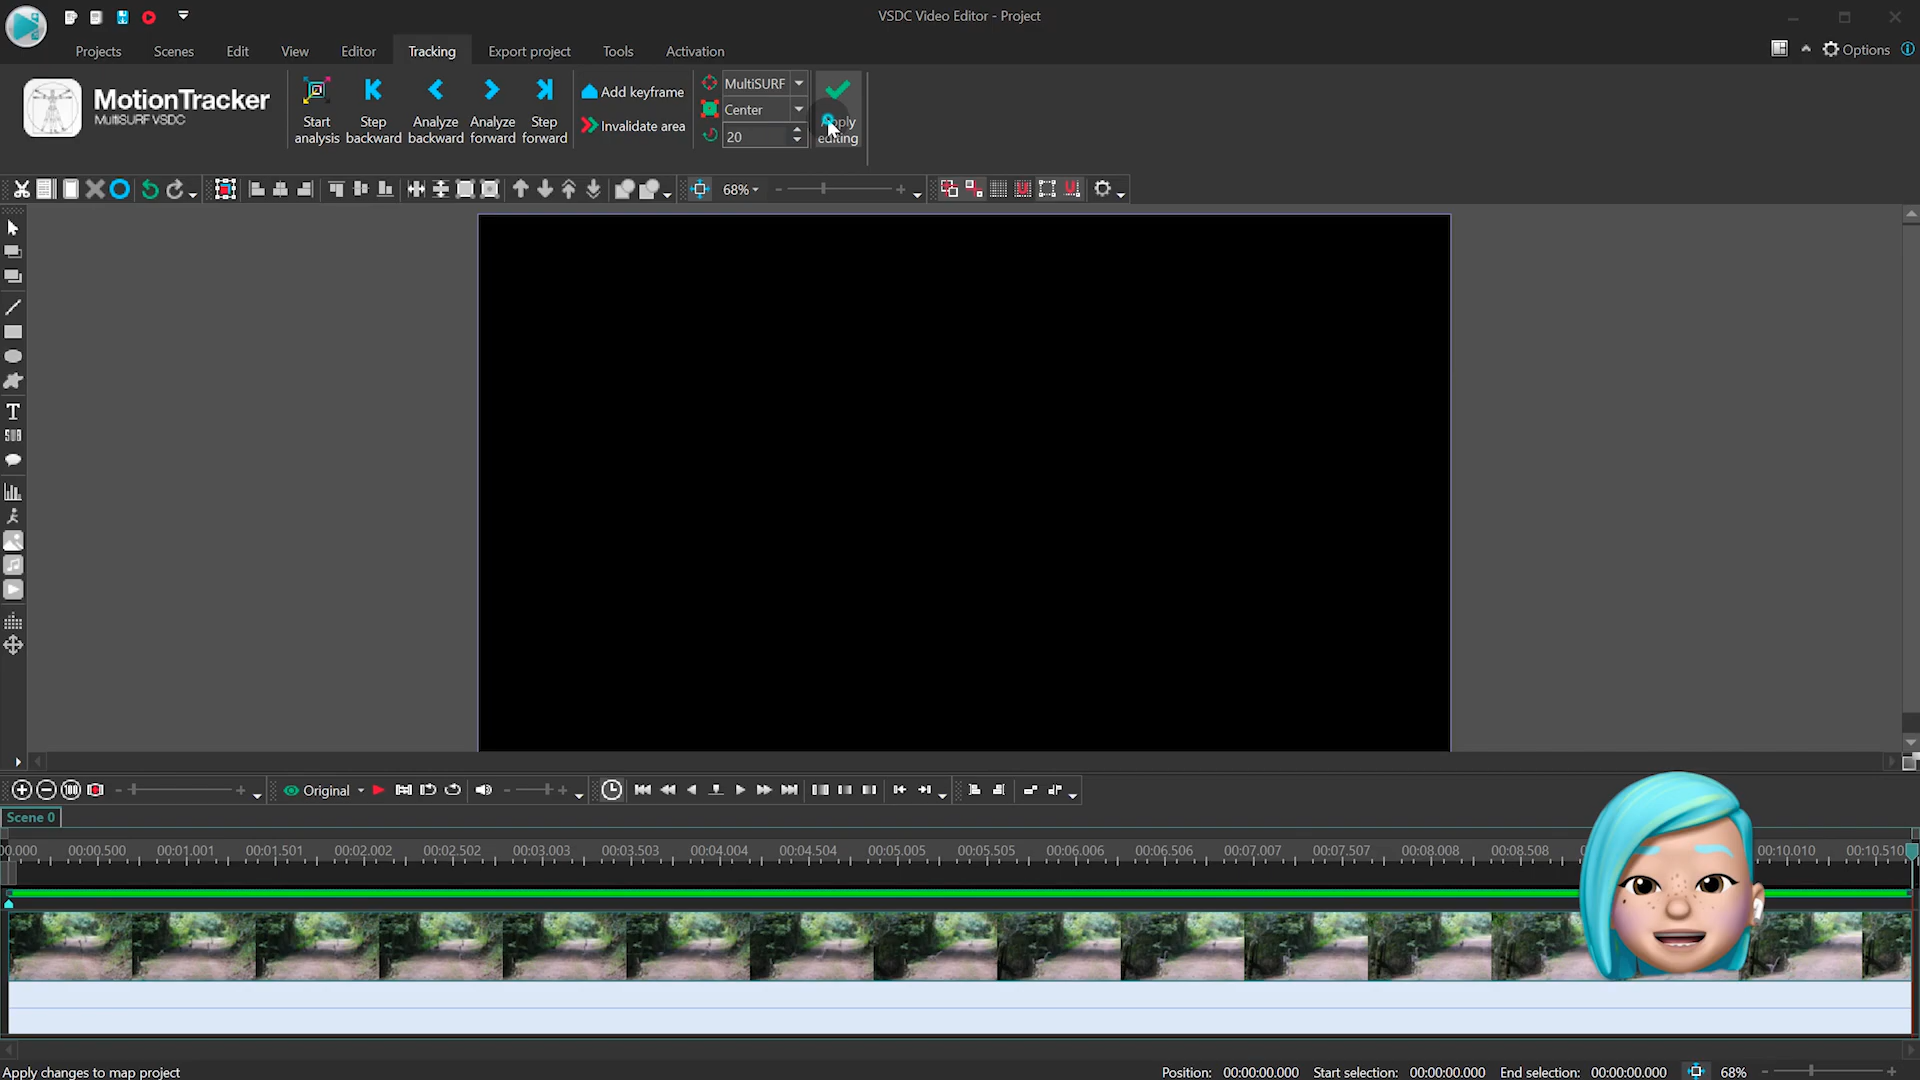 VSDC Video Editor - Project
Projects Scenes Edit View Editor Tracking Export project Tools Activation Options
MotionTracker
MultiSURF VSDC
Start analysis
Step backward
Analyze backward
Analyze forward
Step forward
Add keyframe
Invalidate area
MultiSURF
Center
20
Apply editing
68%
T
SUB
100
Original
Scene 0
00:00.500 00:01.001 00:01.501 00:02.002 00:02.502 00:03.003 00:03.503 00:04.004 00:04.504 00:05.005 00:05.505 00:06.006 00:06.506 00:07.007 00:07.507 00:08.008 00:08.508 00:10.010 00:10.510
Apply changes to map project
Position: 00:00:00.000 Start selection: 00:00:00.000 End selection: 00:00:00.000 68%